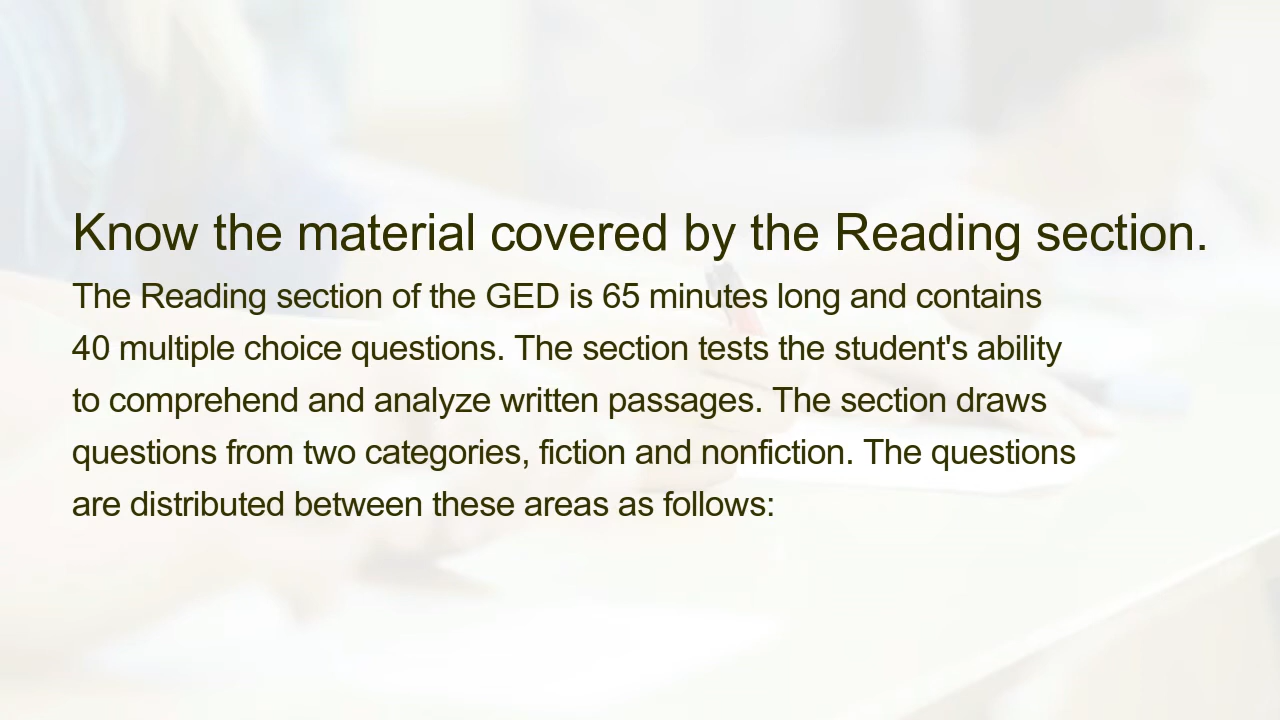 Know the material covered by the Reading section.
The Reading section of the GED is 65 minutes long and contains
40 multiple choice questions. The section tests the student's ability
to comprehend and analyze written passages. The section draws
questions from two categories, fiction and nonfiction. The questions
are distributed between these areas as follows: